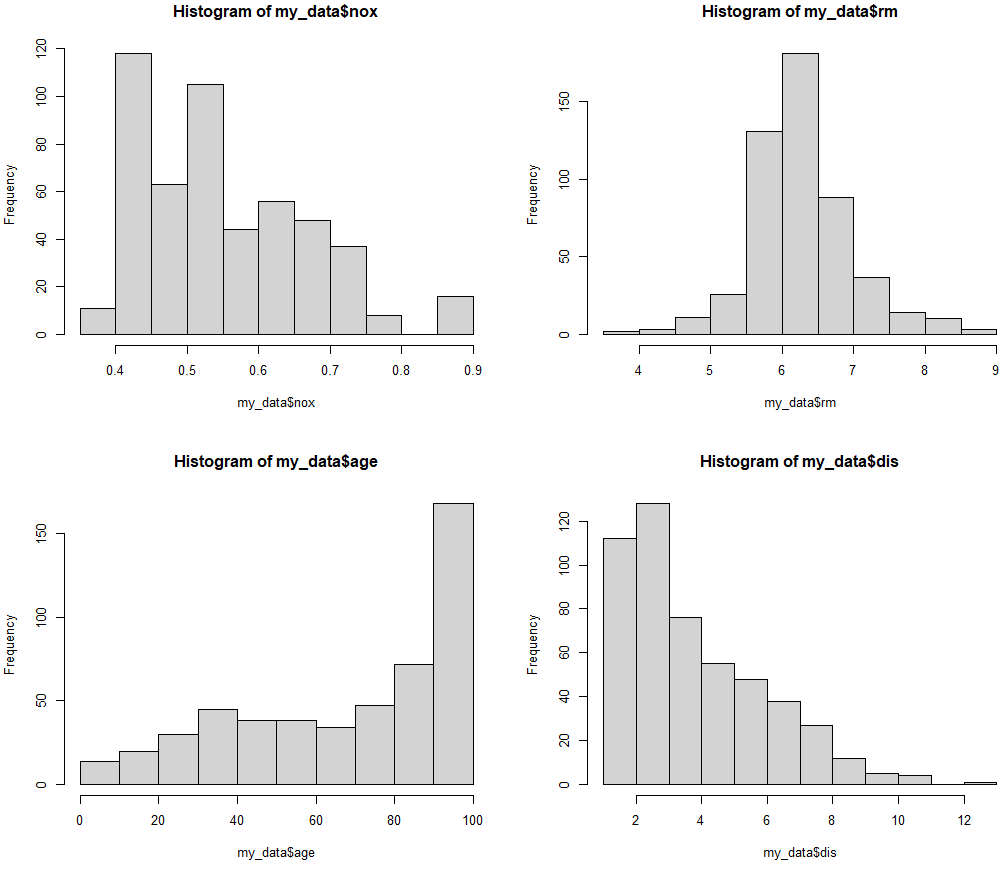 Histogram of my_data$nox
Frequency
0 20 40 60 80 100 120
0.4 0.5 0.6 0.7 0.8 0.9
my_data$nox
Histogram of my_data$rm
Frequency
0 50 100 150
4 5 6 7 8 9
my_data$rm
Histogram of my_data$age
Frequency
0 50 100 150
0 20 40 60 80 100
my_data$age
Histogram of my_data$dis
Frequency
0 20 40 60 80 100 120
2 4 6 8 10 12
my_data$dis